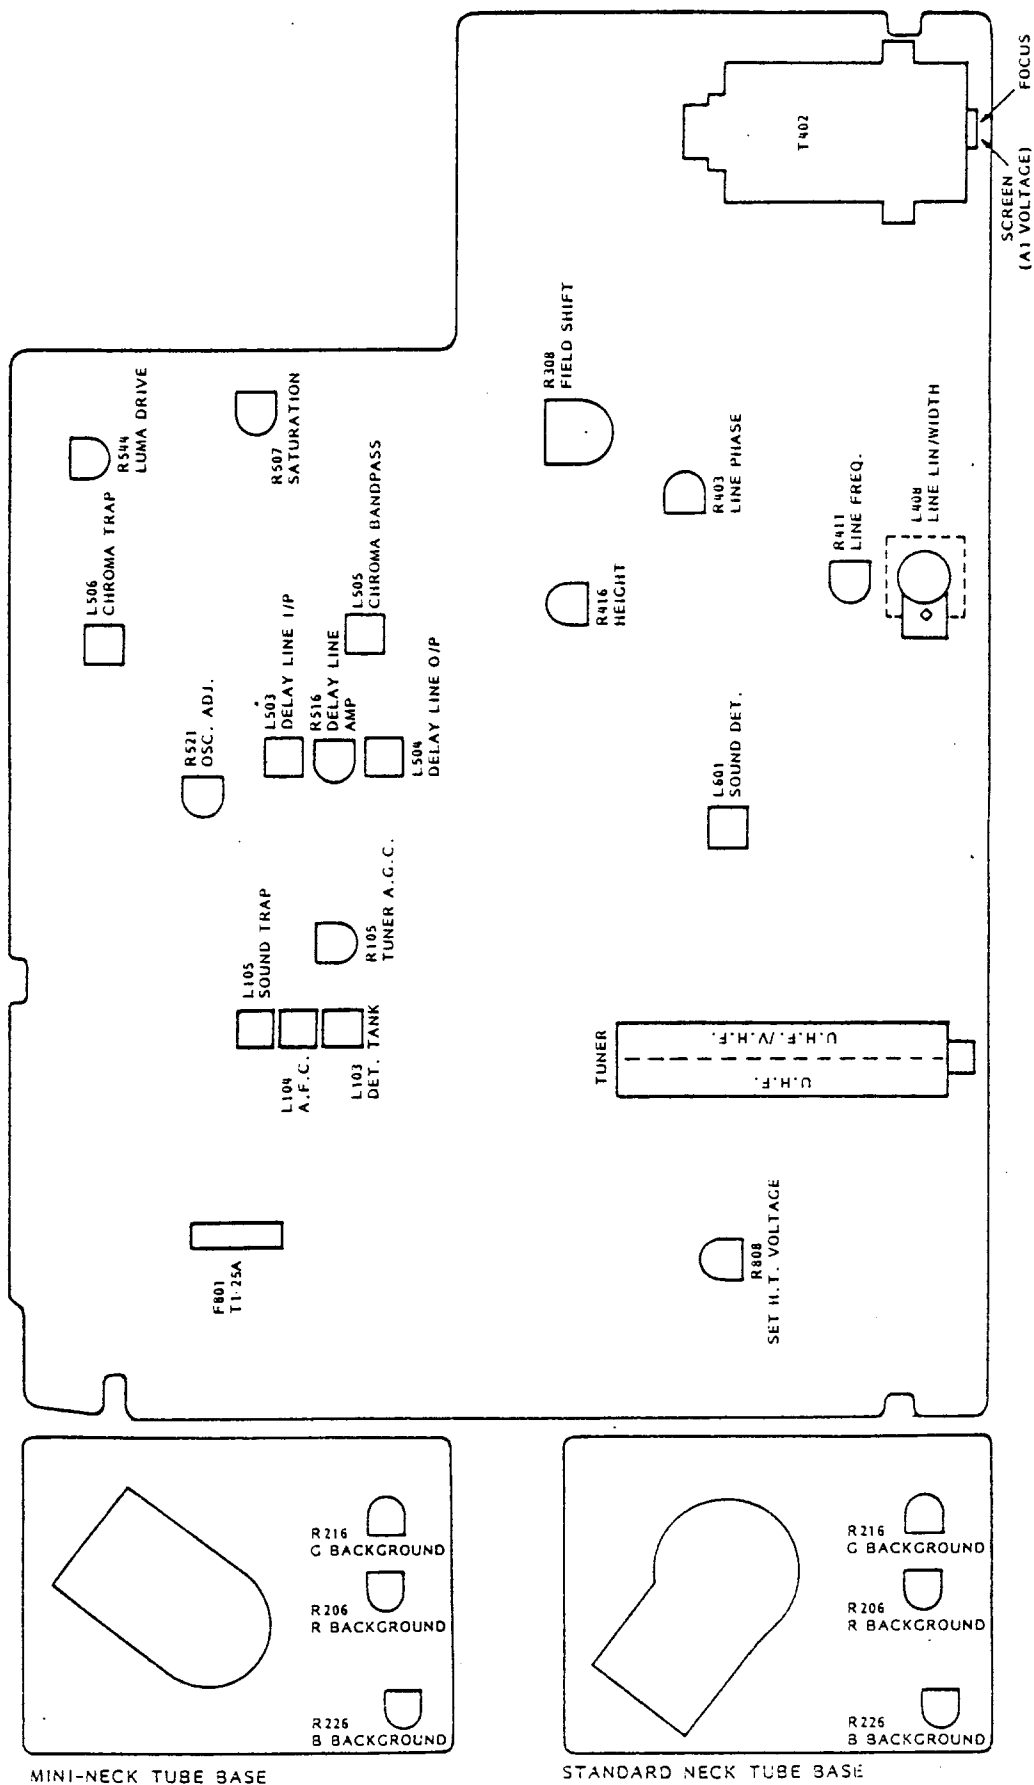 R544
LUMA DRIVE
L506
CHROMA TRAP
R507
SATURATION
L505
CHROMA BANDPASS
R521
OSC. ADJ.
L503
DELAY LINE I/P
R516
DELAY LINE
AMP
L504
DELAY LINE O/P
L105
SOUND TRAP
R105
TUNER A.G.C.
L104
A.F.C.
L103
DET. TANK
F801
T1·25A
T402
FOCUS
SCREEN
(A1 VOLTAGE)
R308
FIELD SHIFT
R403
LINE PHASE
R416
HEIGHT
R411
LINE FREQ.
L408
LINE LIN/WIDTH
L601
SOUND DET.
TUNER
U.H.F./V.H.F.
U.H.F.
R808
SET H.T. VOLTAGE
R216
G BACKGROUND
R206
R BACKGROUND
R226
B BACKGROUND
MINI-NECK TUBE BASE
R216
G BACKGROUND
R206
R BACKGROUND
R226
B BACKGROUND
STANDARD NECK TUBE BASE